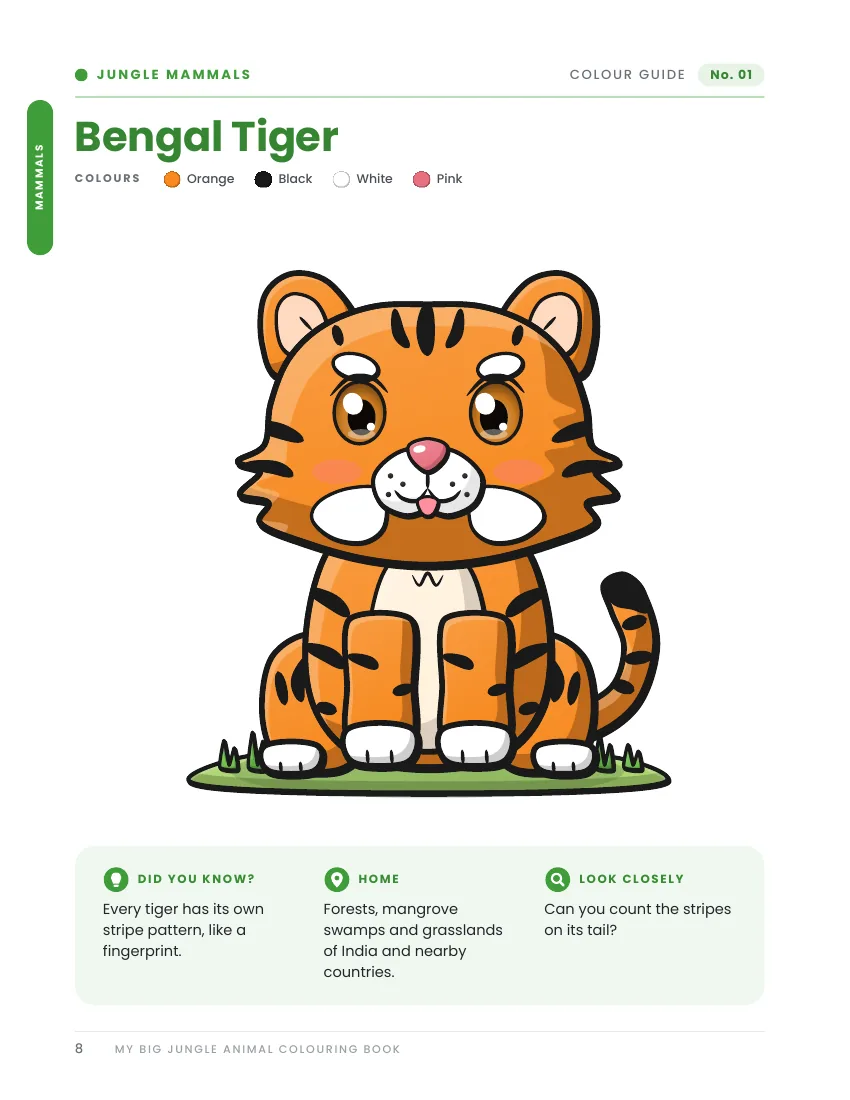 JUNGLE MAMMALS
COLOUR GUIDE No. 01
MAMMALS
Bengal Tiger
COLOURS Orange Black White Pink
DID YOU KNOW?
Every tiger has its own
stripe pattern, like a
fingerprint.
HOME
Forests, mangrove
swamps and grasslands
of India and nearby
countries.
LOOK CLOSELY
Can you count the stripes
on its tail?
8 MY BIG JUNGLE ANIMAL COLOURING BOOK